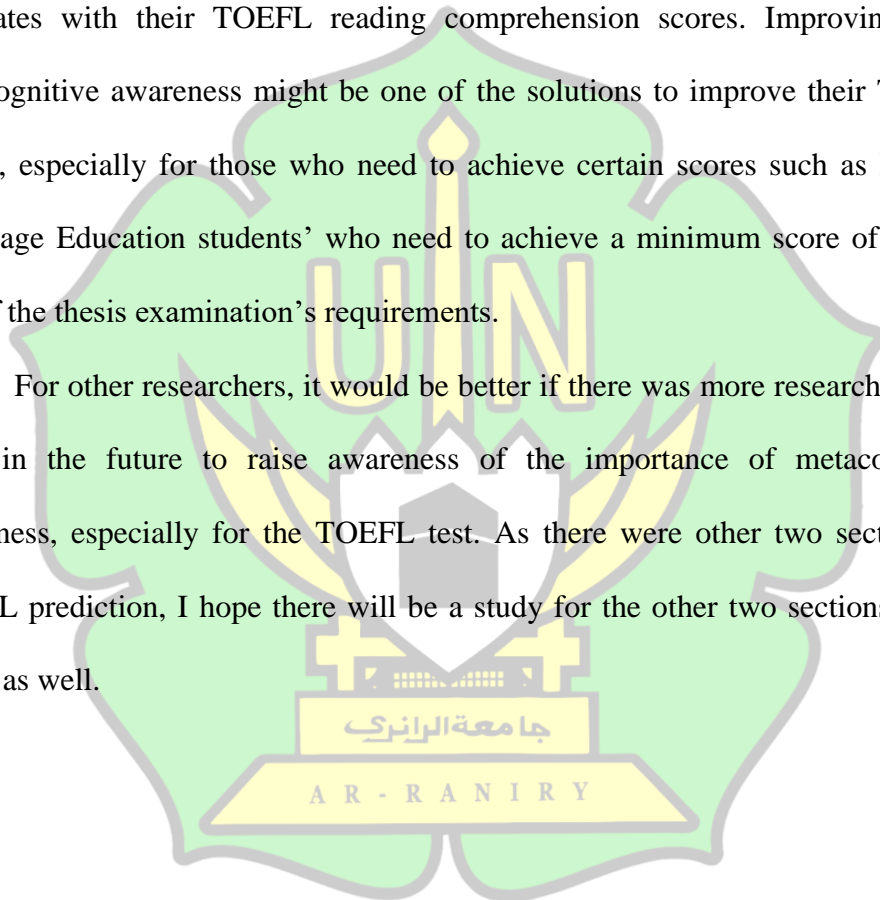 ates with their TOEFL reading comprehension scores. Improvin
ognitive awareness might be one of the solutions to improve their
, especially for those who need to achieve certain scores such as
age Education students’ who need to achieve a minimum score of
the thesis examination’s requirements.
For other researchers, it would be better if there was more research
in the future to raise awareness of the importance of metaco
ness, especially for the TOEFL test. As there were other two sect
L prediction, I hope there will be a study for the other two sections
as well.
UIN
جامعةالرانري
AR-RANIRY